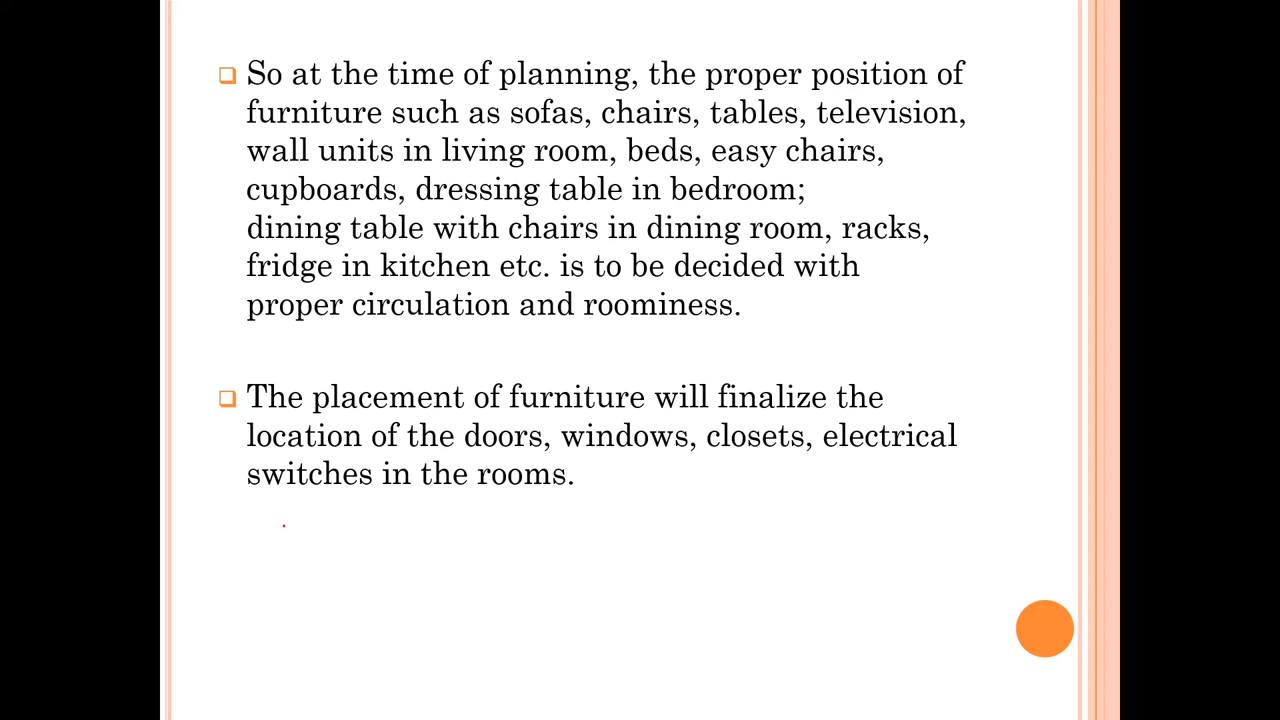 So at the time of planning, the proper position of
furniture such as sofas, chairs, tables, television,
wall units in living room, beds, easy chairs,
cupboards, dressing table in bedroom;
dining table with chairs in dining room, racks,
fridge in kitchen etc. is to be decided with
proper circulation and roominess.
The placement of furniture will finalize the
location of the doors, windows, closets, electrical
switches in the rooms.